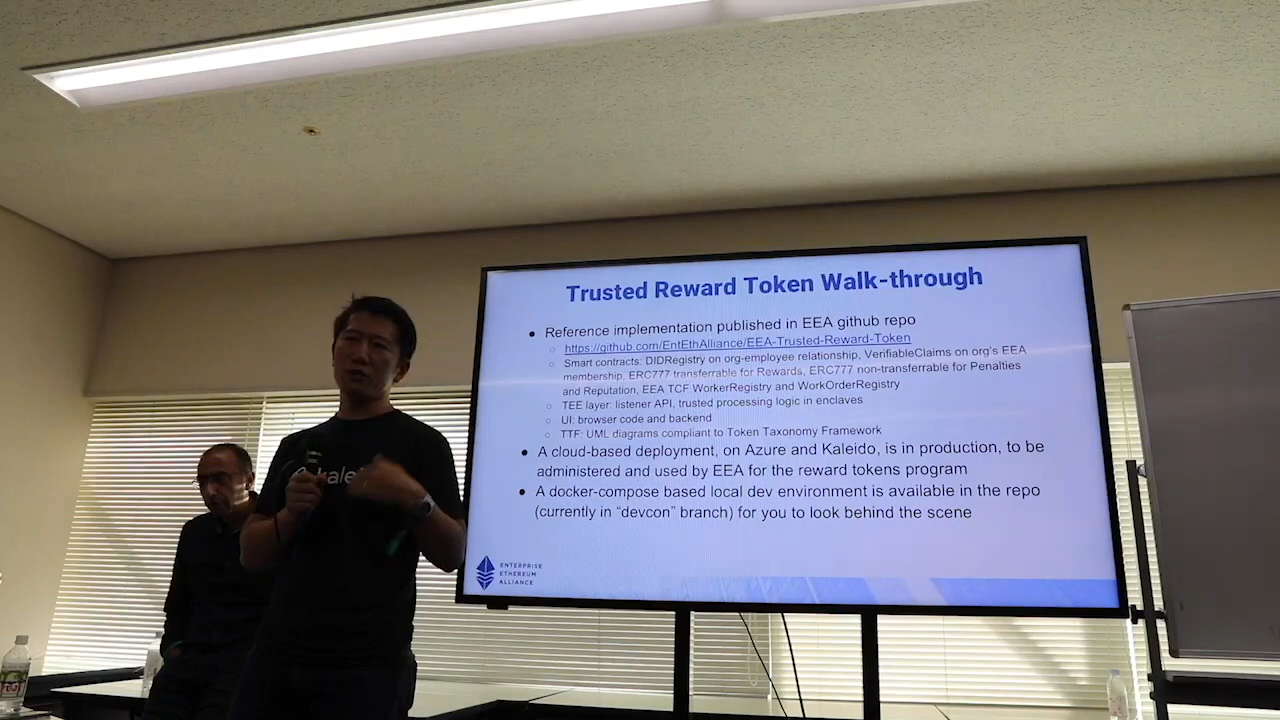 Trusted Reward Token Walk-through
● Reference implementation published in EEA github repo
○ https://github.com/EntEthAlliance/EEA-Trusted-Reward-Token
○ Smart contracts: DIDRegistry on org-employee relationship, VerifiableClaims on org's EEA
membership, ERC777 transferrable for Rewards, ERC777 non-transferrable for Penalties
and Reputation, EEA TCF WorkerRegistry and WorkOrderRegistry
○ TEE layer: listener API, trusted processing logic in enclaves
○ UI: browser code and backend
○ TTF: UML diagrams compliant to Token Taxonomy Framework
● A cloud-based deployment, on Azure and Kaleido, is in production, to be
administered and used by EEA for the reward tokens program
● A docker-compose based local dev environment is available in the repo
(currently in “devcon” branch) for you to look behind the scene
ENTERPRISE
ETHEREUM
ALLIANCE